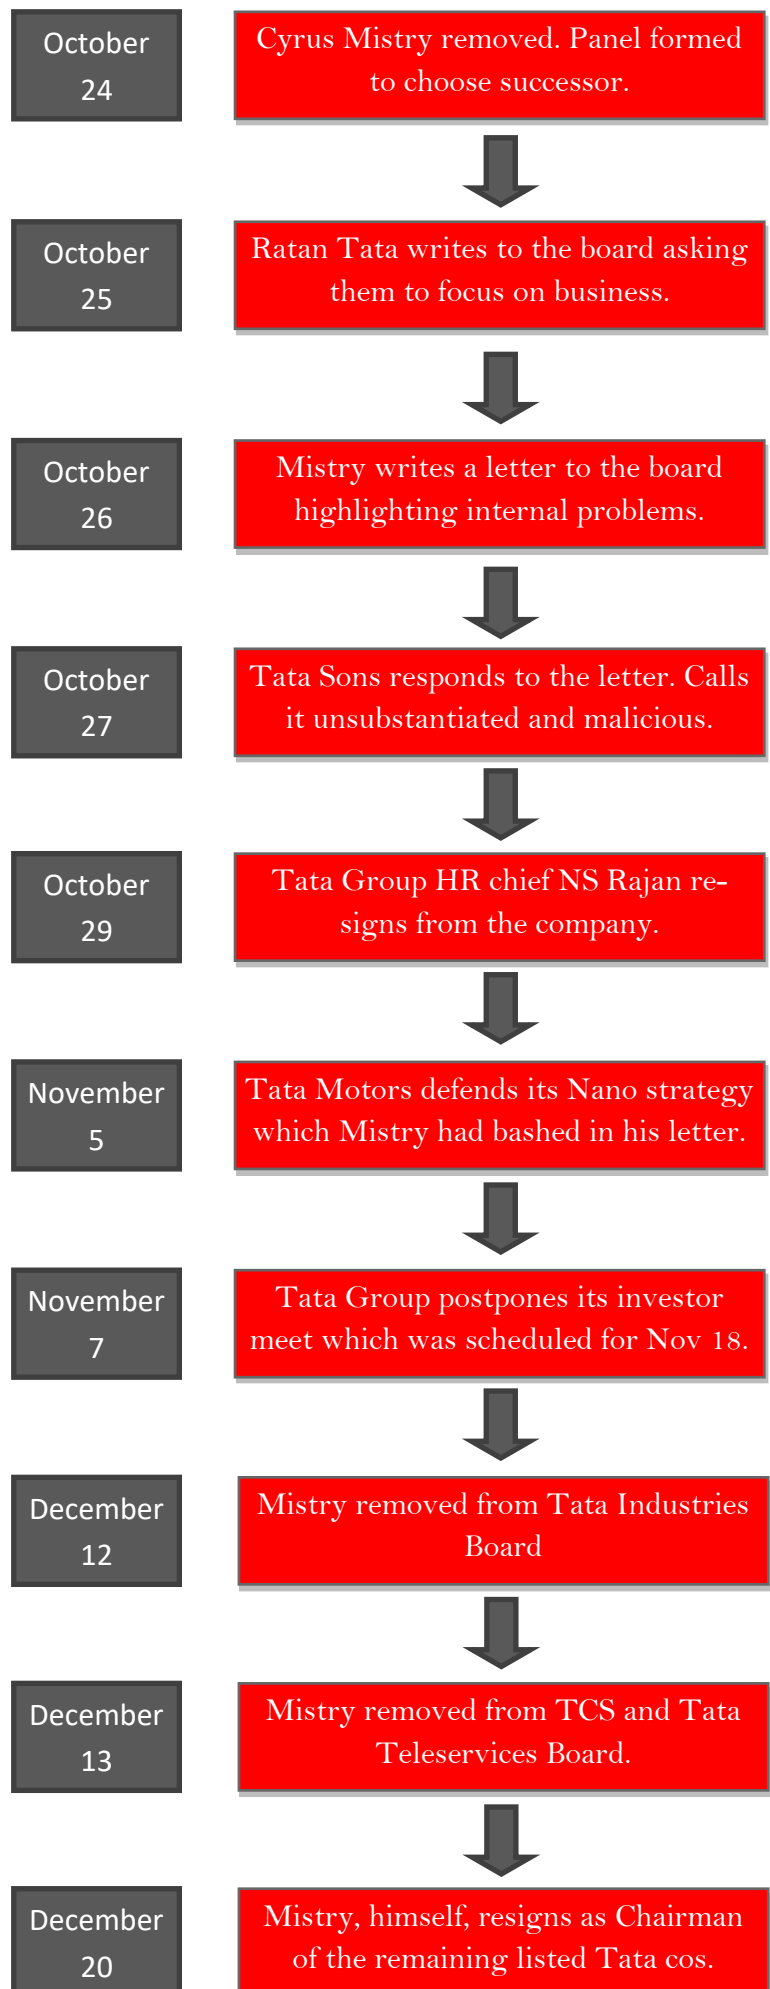 October
24
Cyrus Mistry removed. Panel formed
to choose successor.
October
25
Ratan Tata writes to the board asking
them to focus on business.
October
26
Mistry writes a letter to the board
highlighting internal problems.
October
27
Tata Sons responds to the letter. Calls
it unsubstantiated and malicious.
October
29
Tata Group HR chief NS Rajan re-
signs from the company.
November
5
Tata Motors defends its Nano strategy
which Mistry had bashed in his letter.
November
7
Tata Group postpones its investor
meet which was scheduled for Nov 18.
December
12
Mistry removed from Tata Industries
Board
December
13
Mistry removed from TCS and Tata
Teleservices Board.
December
20
Mistry, himself, resigns as Chairman
of the remaining listed Tata cos.